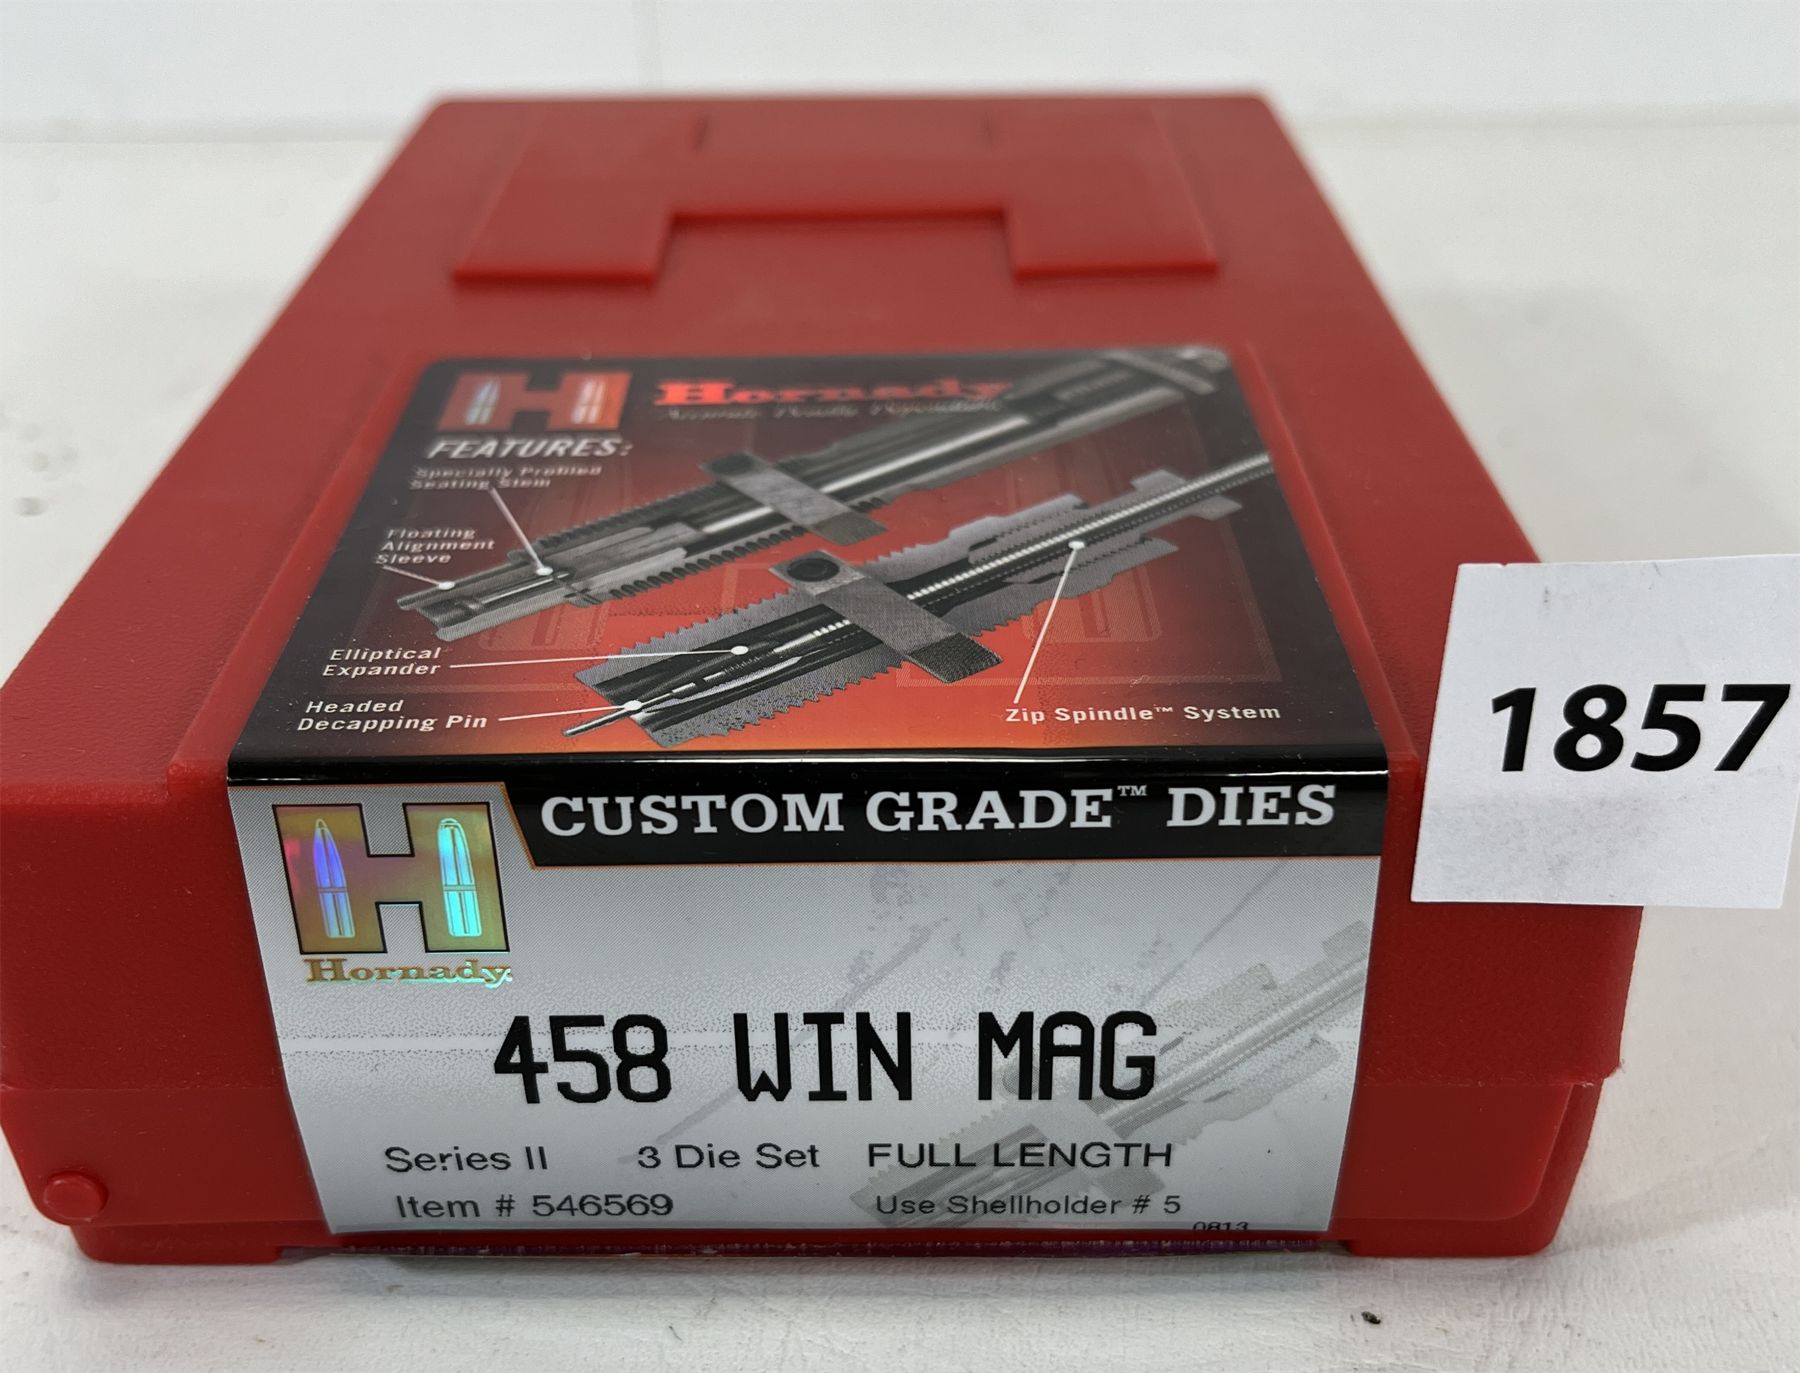 Hornady
FEATURES:
Specially Profiled
Seating Stem
Floating
Alignment
Sleeve
Elliptical
Expander
Headed
Decapping Pin
Zip Spindle™ System
CUSTOM GRADE™ DIES
Hornady
458 WIN MAG
Series II 3 Die Set FULL LENGTH
Item # 546569 Use Shellholder # 5
0813
1857